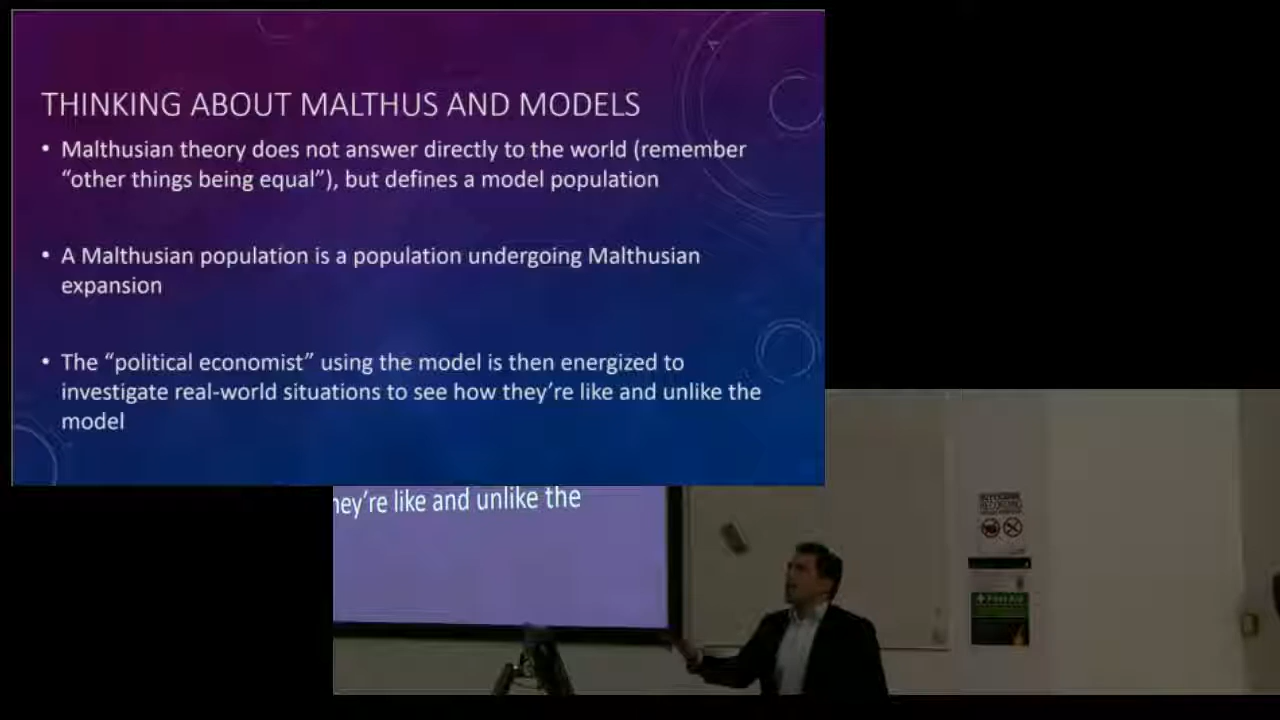 THINKING ABOUT MALTHUS AND MODELS
• Malthusian theory does not answer directly to the world (remember
“other things being equal”), but defines a model population
• A Malthusian population is a population undergoing Malthusian
expansion
• The “political economist” using the model is then energized to
investigate real-world situations to see how they’re like and unlike the
model
hey’re like and unlike the